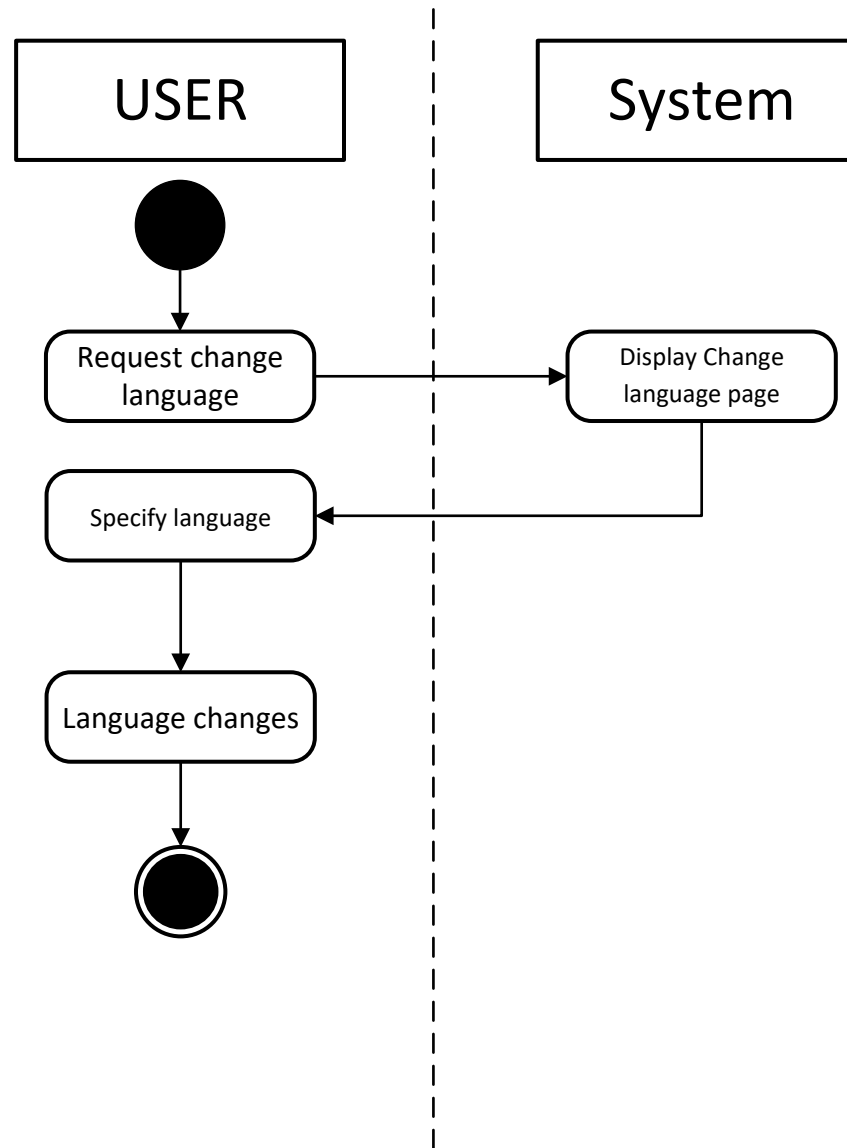 USER
System
Request change
language
Display Change
language page
Specify language
Language changes